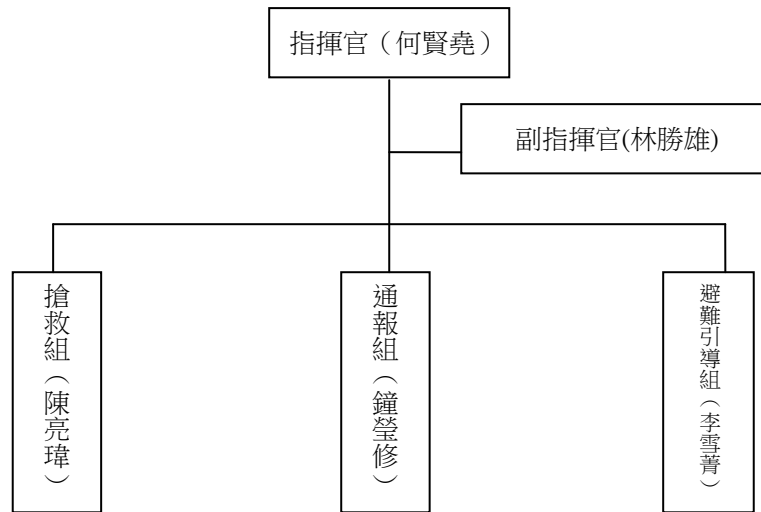 指揮官（何賢堯）
副指揮官(林勝雄)
搶救組（陳亮瑋）
通報組（鐘瑩修）
避難引導組（李雪菁）